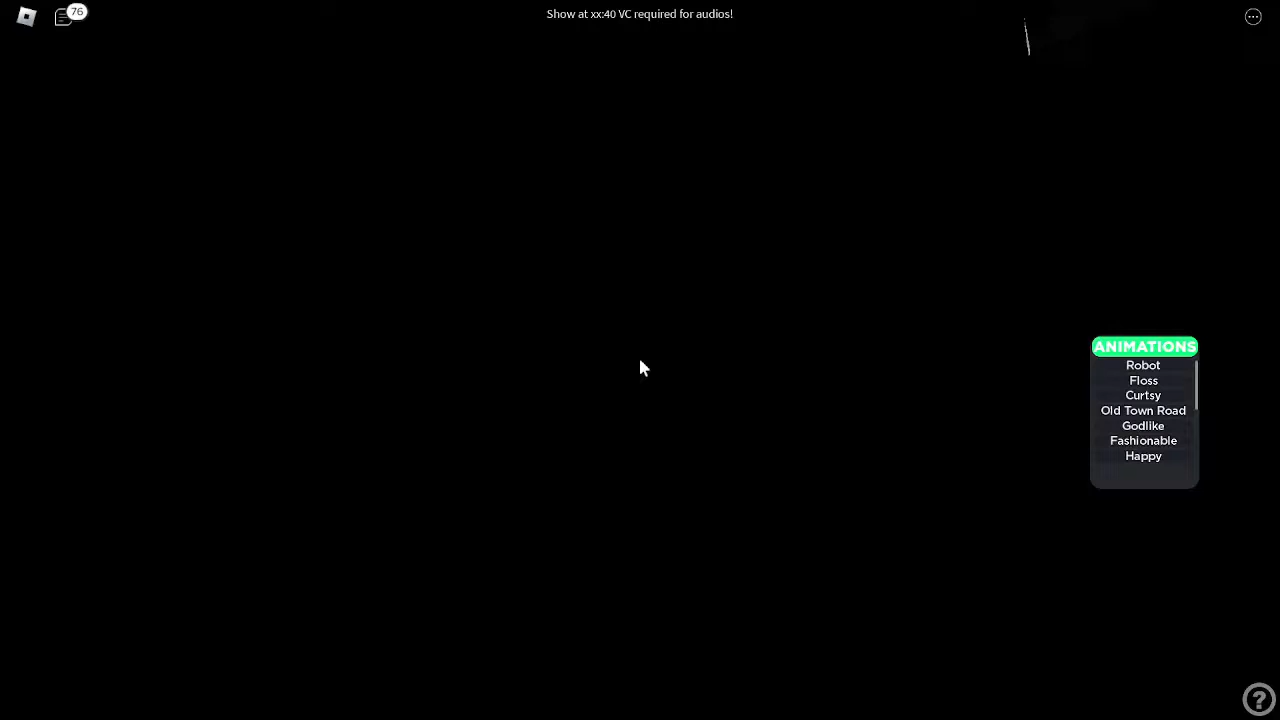 76
Show at xx:40 VC required for audios!
ANIMATIONS
Robot
Floss
Curtsy
Old Town Road
Godlike
Fashionable
Happy
?